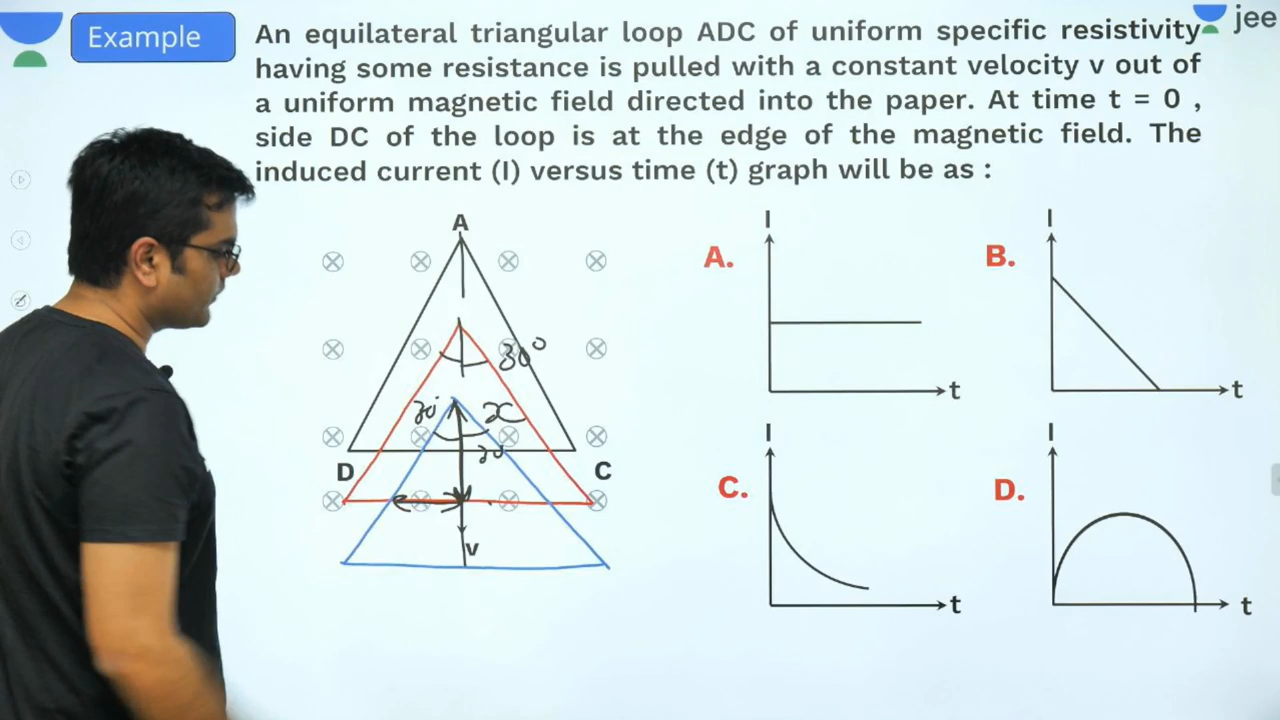 Example
jee
An equilateral triangular loop ADC of uniform specific resistivity
having some resistance is pulled with a constant velocity v out of
a uniform magnetic field directed into the paper. At time t = 0 ,
side DC of the loop is at the edge of the magnetic field. The
induced current (I) versus time (t) graph will be as :
A
30°
30°
x
30
D
C
v
A.
I
t
B.
I
t
C.
I
t
D.
I
t